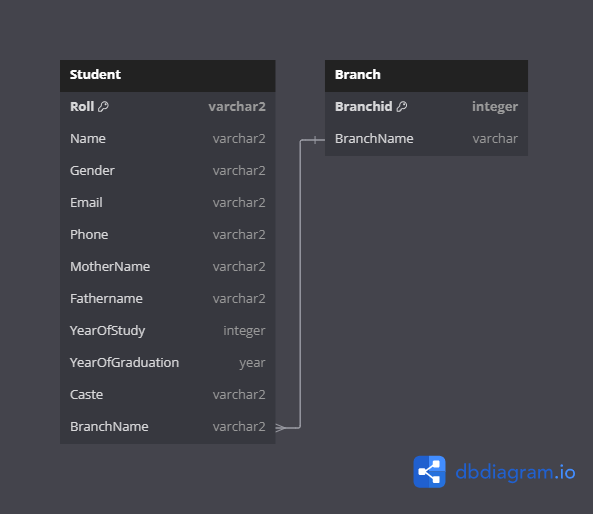 Student
Roll varchar2
Name varchar2
Gender varchar2
Email varchar2
Phone varchar2
MotherName varchar2
Fathername varchar2
YearOfStudy integer
YearOfGraduation year
Caste varchar2
BranchName varchar2
Branch
Branchid integer
BranchName varchar
dbdiagram.io